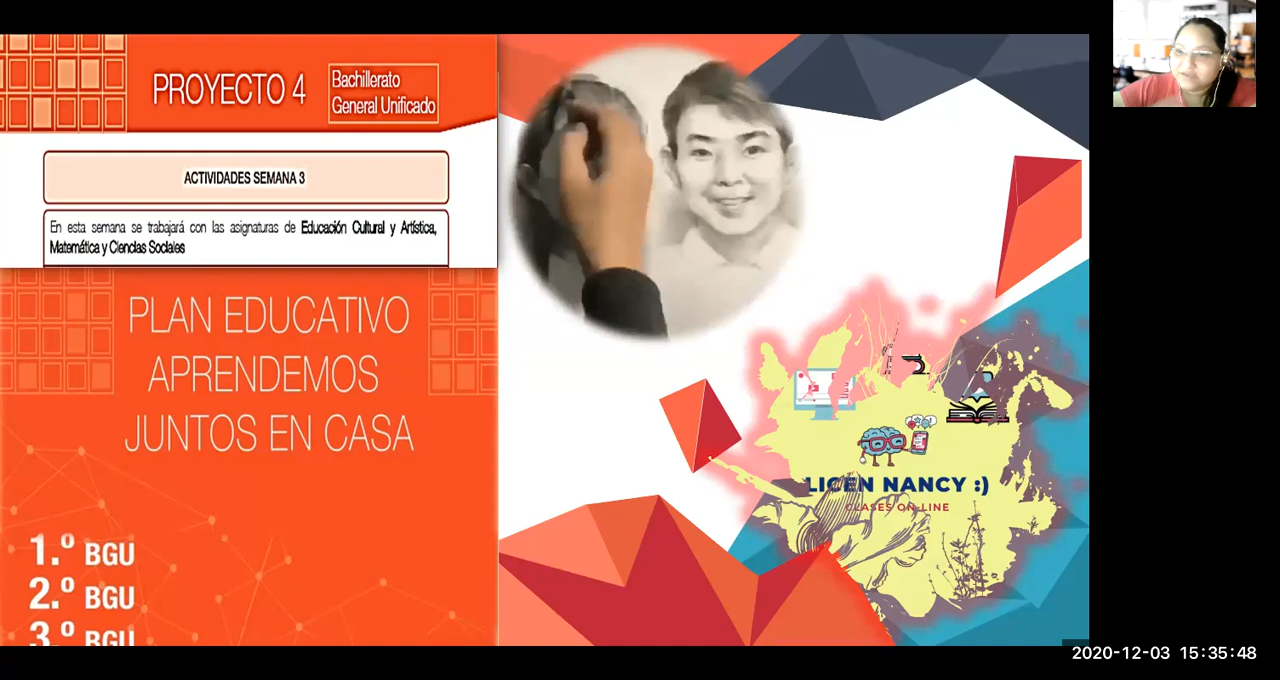 PROYECTO 4
Bachillerato
General Unificado
ACTIVIDADES SEMANA 3
En esta semana se trabajará con las asignaturas de Educación Cultural y Artística,
Matemática y Ciencias Sociales
PLAN EDUCATIVO
APRENDEMOS
JUNTOS EN CASA
1.º BGU
2.º BGU
3.º BGU
LICEN NANCY :)
CLASES ON-LINE
2020-12-03 15:35:48